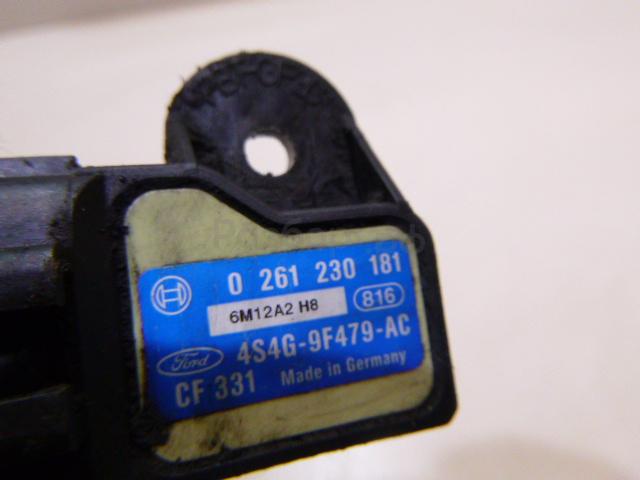 0 261 230 181
6M12A2 H8 816
Ford 4S4G-9F479-AC
CF 331 Made in Germany